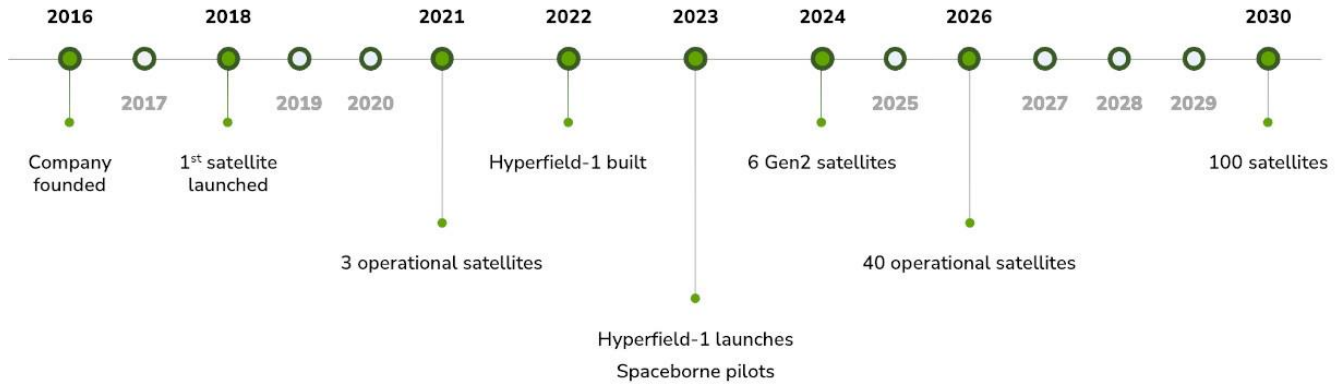 2016 2018 2021 2022 2023 2024 2026 2030
2017 2019 2020 2025 2027 2028 2029
Company
founded
1st satellite
launched
Hyperfield-1 built
6 Gen2 satellites
100 satellites
3 operational satellites
40 operational satellites
Hyperfield-1 launches
Spaceborne pilots